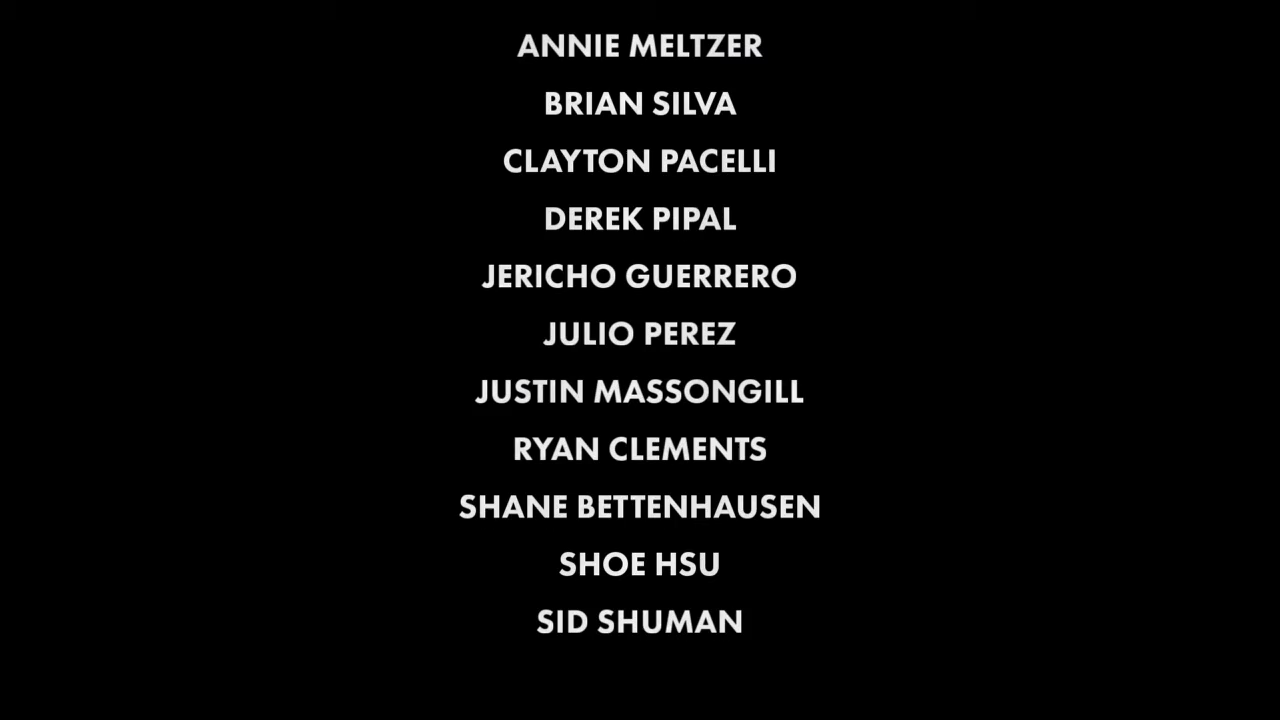 ANNIE MELTZER
BRIAN SILVA
CLAYTON PACELLI
DEREK PIPAL
JERICHO GUERRERO
JULIO PEREZ
JUSTIN MASSONGILL
RYAN CLEMENTS
SHANE BETTENHAUSEN
SHOE HSU
SID SHUMAN